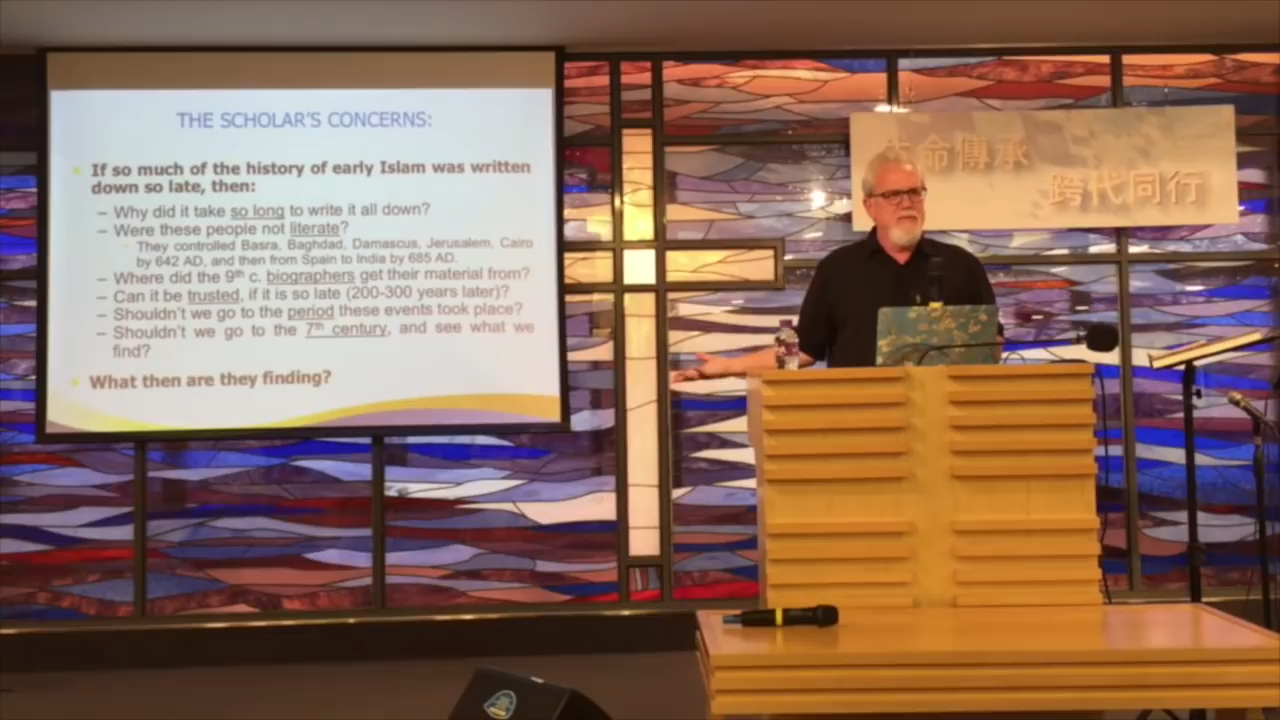 THE SCHOLAR'S CONCERNS:
If so much of the history of early Islam was written
down so late, then:
– Why did it take so long to write it all down?
– Were these people not literate?
They controlled Basra, Baghdad, Damascus, Jerusalem, Cairo
by 642 AD, and then from Spain to India by 685 AD.
– Where did the 9th c. biographers get their material from?
– Can it be trusted, if it is so late (200-300 years later)?
– Shouldn't we go to the period these events took place?
– Shouldn't we go to the 7th century, and see what we
find?
What then are they finding?
生命傳承
跨代同行